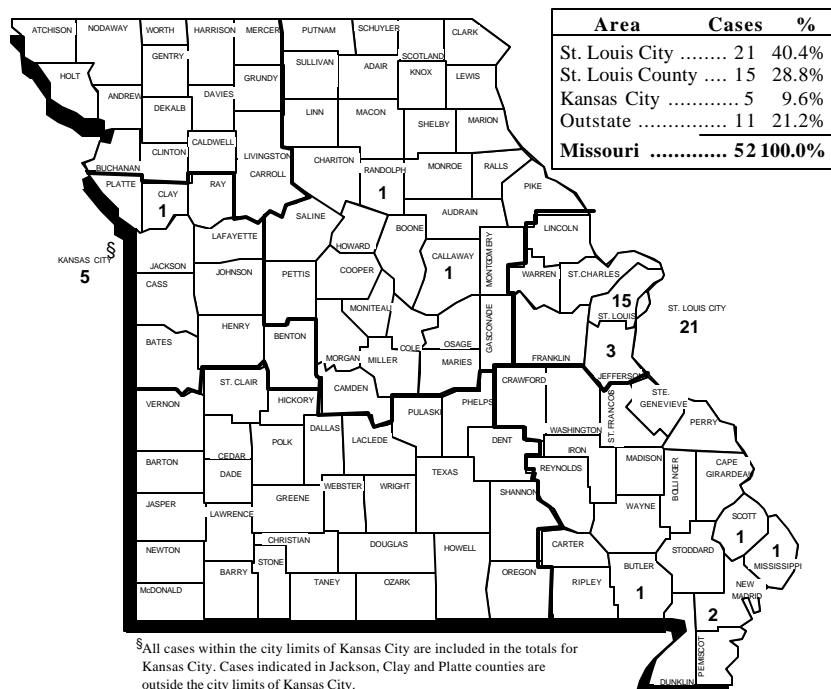 Area Cases %
St. Louis City ........ 21 40.4%
St. Louis County .... 15 28.8%
Kansas City ............ 5 9.6%
Outstate ................ 11 21.2%
Missouri ............. 52 100.0%
ATCHISON
NODAWAY
WORTH
HARRISON
MERCER
PUTNAM
SCHUYLER
SCOTLAND
CLARK
HOLT
GENTRY
SULLIVAN
ADAIR
KNOX
LEWIS
ANDREW
DEKALB
DAVIES
GRUNDY
LINN
MACON
SHELBY
MARION
BUCHANAN
CLINTON
CALDWELL
LIVINGSTON
CARROLL
CHARITON
RANDOLPH
1
MONROE
RALLS
PIKE
PLATTE
CLAY
1
RAY
SALINE
HOWARD
BOONE
AUDRAIN
CALLAWAY
1
MONTGOMERY
LINCOLN
WARREN
ST.CHARLES
15
ST. LOUIS
ST. LOUIS CITY
21
KANSAS CITY§
5
JACKSON
LAFAYETTE
CASS
JOHNSON
PETTIS
COOPER
MONITEAU
COLE
OSAGE
GASCONADE
FRANKLIN
3
JEFFERSON
BATES
HENRY
BENTON
MORGAN
MILLER
MARIES
CAMDEN
CRAWFORD
WASHINGTON
ST. FRANCOIS
STE.
GENEVIEVE
PERRY
VERNON
ST. CLAIR
HICKORY
DALLAS
LACLEDE
PULASKI
PHELPS
DENT
IRON
REYNOLDS
MADISON
BOLLINGER
CAPE
GIRARDEAU
BARTON
CEDAR
POLK
DADE
GREENE
WEBSTER
WRIGHT
TEXAS
SHANNON
WAYNE
SCOTT
1
1
MISSISSIPPI
JASPER
LAWRENCE
CHRISTIAN
DOUGLAS
HOWELL
OREGON
CARTER
RIPLEY
BUTLER
1
STODDARD
NEW
MADRID
2
NEWTON
McDONALD
BARRY
STONE
TANEY
OZARK
PEMISCOT
DUNKLIN
§All cases within the city limits of Kansas City are included in the totals for
Kansas City. Cases indicated in Jackson, Clay and Platte counties are
outside the city limits of Kansas City.